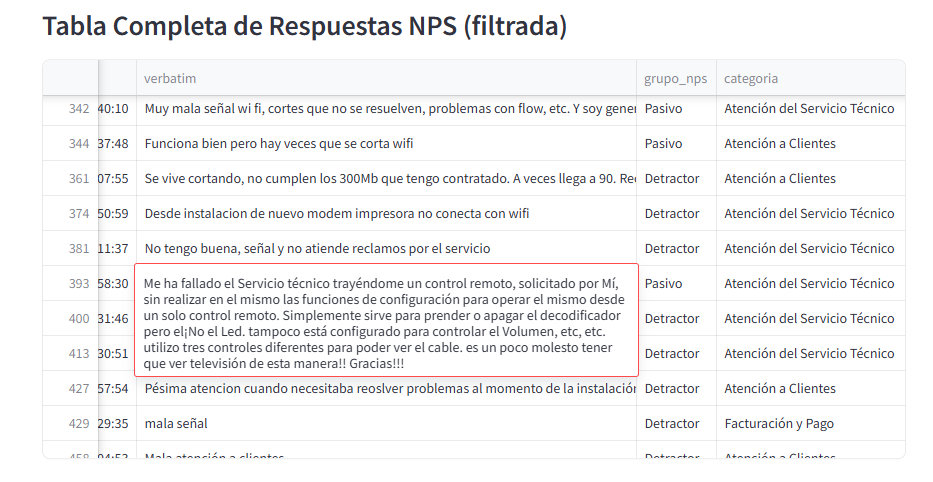 Tabla Completa de Respuestas NPS (filtrada)
verbatim grupo_nps categoria
342 40:10 Muy mala señal wi fi, cortes que no se resuelven, problemas con flow, etc. Y soy gener Pasivo Atención del Servicio Técnico
344 37:48 Funciona bien pero hay veces que se corta wifi Pasivo Atención a Clientes
361 07:55 Se vive cortando, no cumplen los 300Mb que tengo contratado. A veces llega a 90. Rec Detractor Atención a Clientes
374 50:59 Desde instalacion de nuevo modem impresora no conecta con wifi Detractor Atención del Servicio Técnico
381 11:37 No tengo buena, señal y no atiende reclamos por el servicio Detractor Atención del Servicio Técnico
393 58:30 Me ha fallado el Servicio técnico trayéndome un control remoto, solicitado por Mí, Pasivo Atención del Servicio Técnico
sin realizar en el mismo las funciones de configuración para operar el mismo desde
400 31:46 un solo control remoto. Simplemente sirve para prender o apagar el decodificador Detractor Atención del Servicio Técnico
pero el¡No el Led. tampoco está configurado para controlar el Volumen, etc, etc.
413 30:51 utilizo tres controles diferentes para poder ver el cable. es un poco molesto tener Detractor Atención del Servicio Técnico
que ver televisión de esta manera!! Gracias!!!
427 57:54 Pésima atencion cuando necesitaba reoslver problemas al momento de la instalación Detractor Atención a Clientes
429 29:35 mala señal Detractor Facturación y Pago
458 04:53 Mala atención a clientes Detractor Atención a Clientes